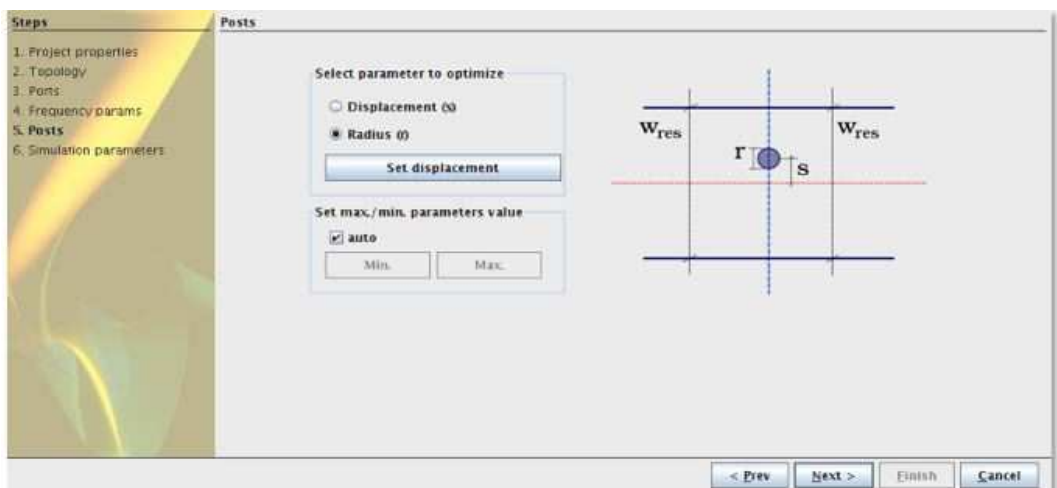 Steps
1. Project properties
2. Topology
3. Ports
4. Frequency params
5. Posts
6. Simulation parameters
Posts
Select parameter to optimize
Displacement (s)
Radius (r)
Set displacement
Set max./min. parameters value
auto
Min.
Max.
Wres
Wres
r
s
< Prev
Next >
Finish
Cancel